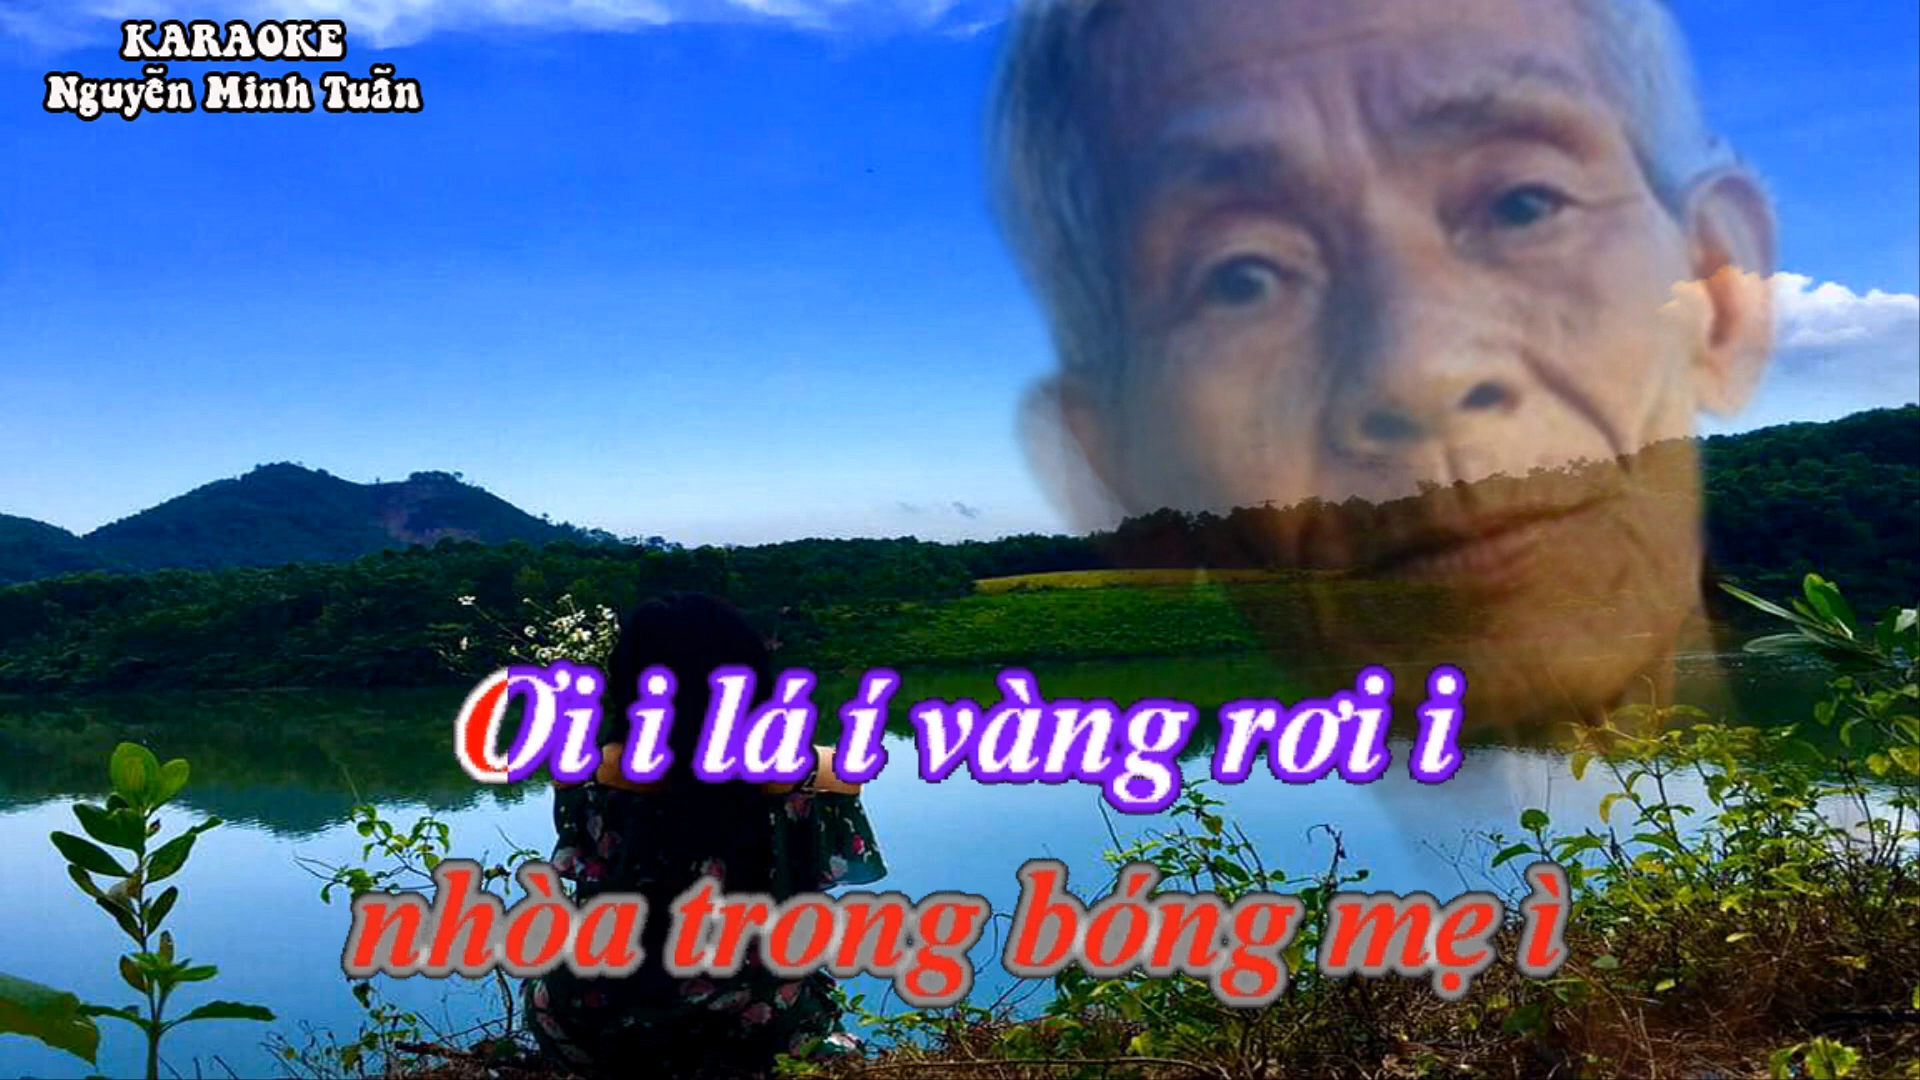 KARAOKE
Nguyễn Minh Tuấn
Ơi i lá í vàng rơi i
nhòa trong bóng mẹ ì